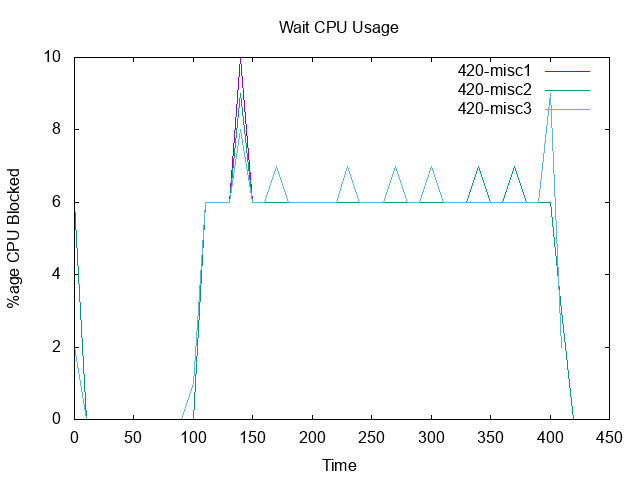 Wait CPU Usage
%age CPU Blocked
10
8
6
4
2
0
420-misc1
420-misc2
420-misc3
0 50 100 150 200 250 300 350 400 450
Time